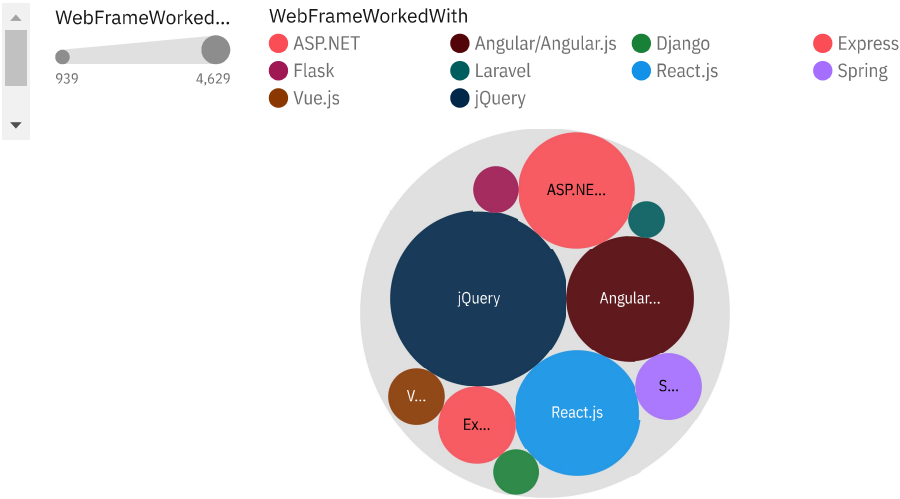 WebFrameWorked...
939 4,629
WebFrameWorkedWith
ASP.NET Angular/Angular.js Django Express
Flask Laravel React.js Spring
Vue.js jQuery
ASP.NE...
jQuery Angular...
S...
V...
React.js
Ex...